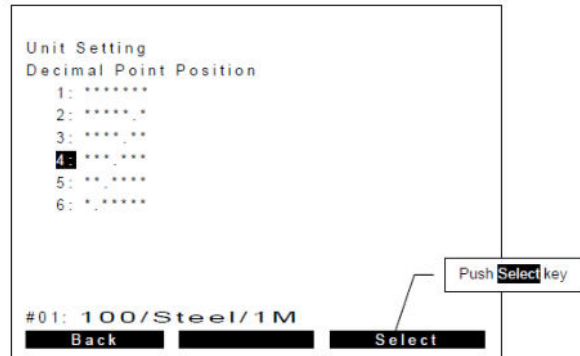 Unit Setting
Decimal Point Position
1: *******
2: *****.*
3: ****.**
4: ***.***
5: **.****
6: *.*****
Push Select key
#01: 100/Steel/1M
Back Select